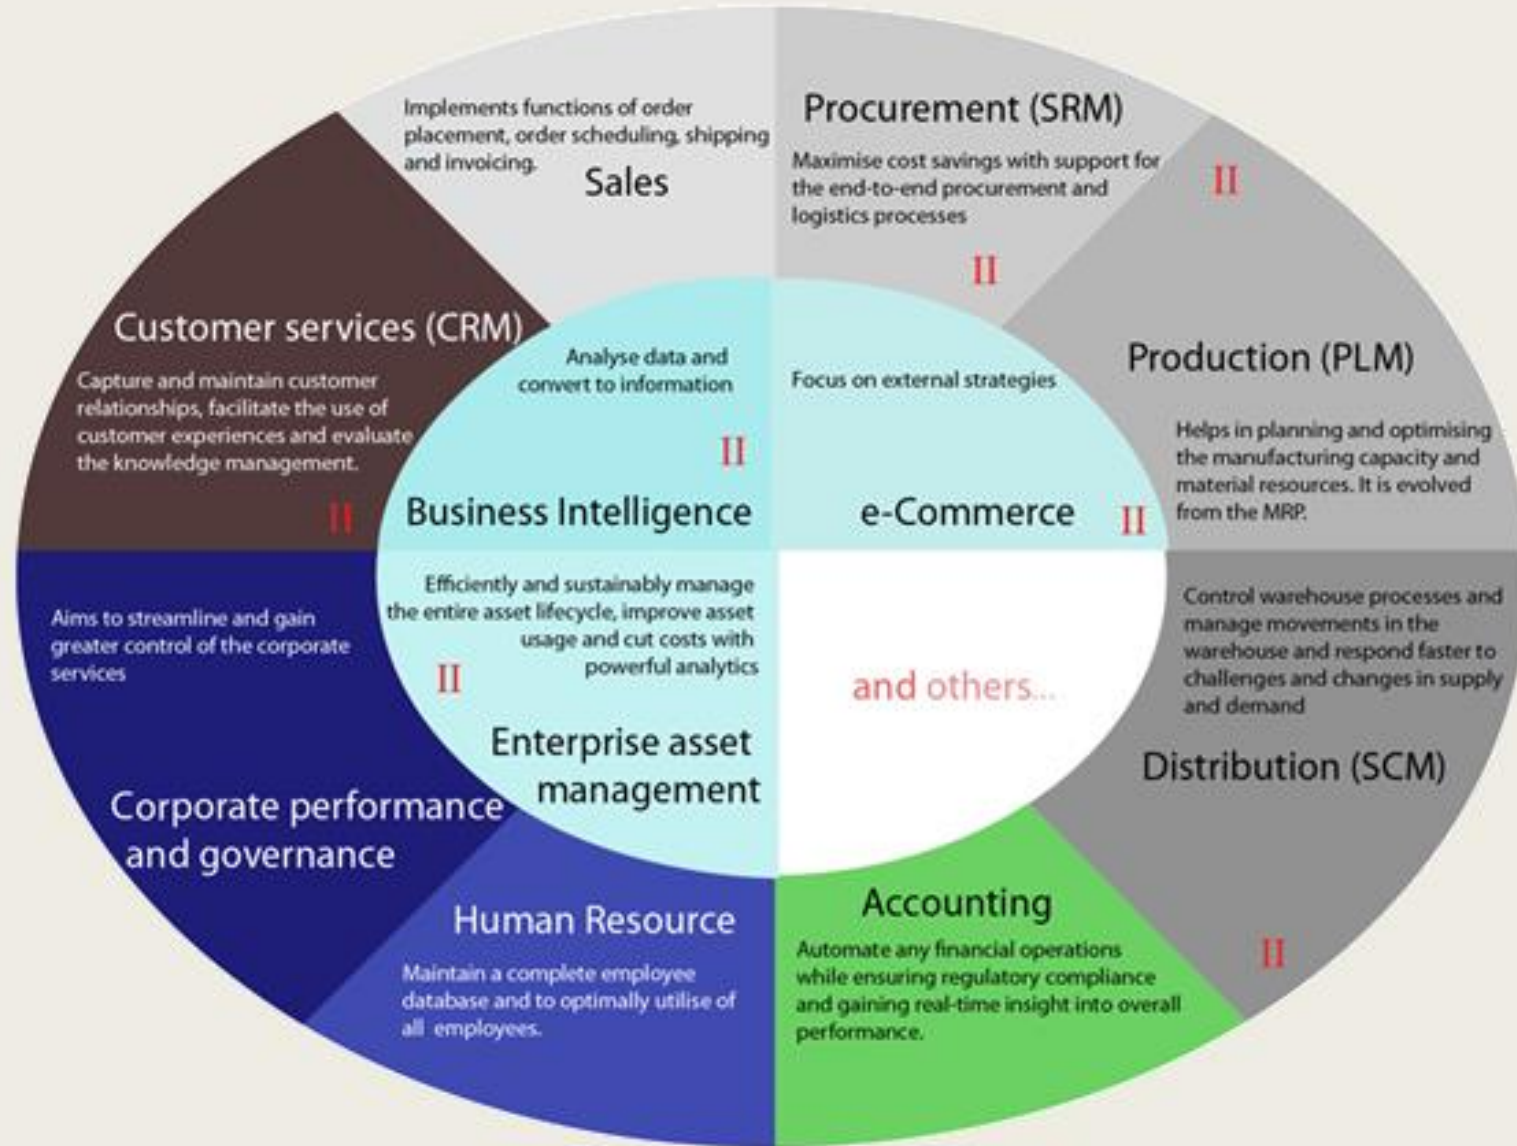 Implements functions of order
placement, order scheduling, shipping
and invoicing.
Sales
Procurement (SRM)
Maximise cost savings with support for
the end-to-end procurement and
logistics processes
II
II
Customer services (CRM)
Capture and maintain customer
relationships, facilitate the use of
customer experiences and evaluate
the knowledge management.
II
Analyse data and
convert to information
II
Business Intelligence
Focus on external strategies
e-Commerce
II
Production (PLM)
Helps in planning and optimising
the manufacturing capacity and
material resources. It is evolved
from the MRP.
Aims to streamline and gain
greater control of the corporate
services
Corporate performance
and governance
Efficiently and sustainably manage
the entire asset lifecycle, improve asset
usage and cut costs with
powerful analytics
II
Enterprise asset
management
and others...
Control warehouse processes and
manage movements in the
warehouse and respond faster to
challenges and changes in supply
and demand
Distribution (SCM)
II
Human Resource
Maintain a complete employee
database and to optimally utilise of
all employees.
Accounting
Automate any financial operations
while ensuring regulatory compliance
and gaining real-time insight into overall
performance.